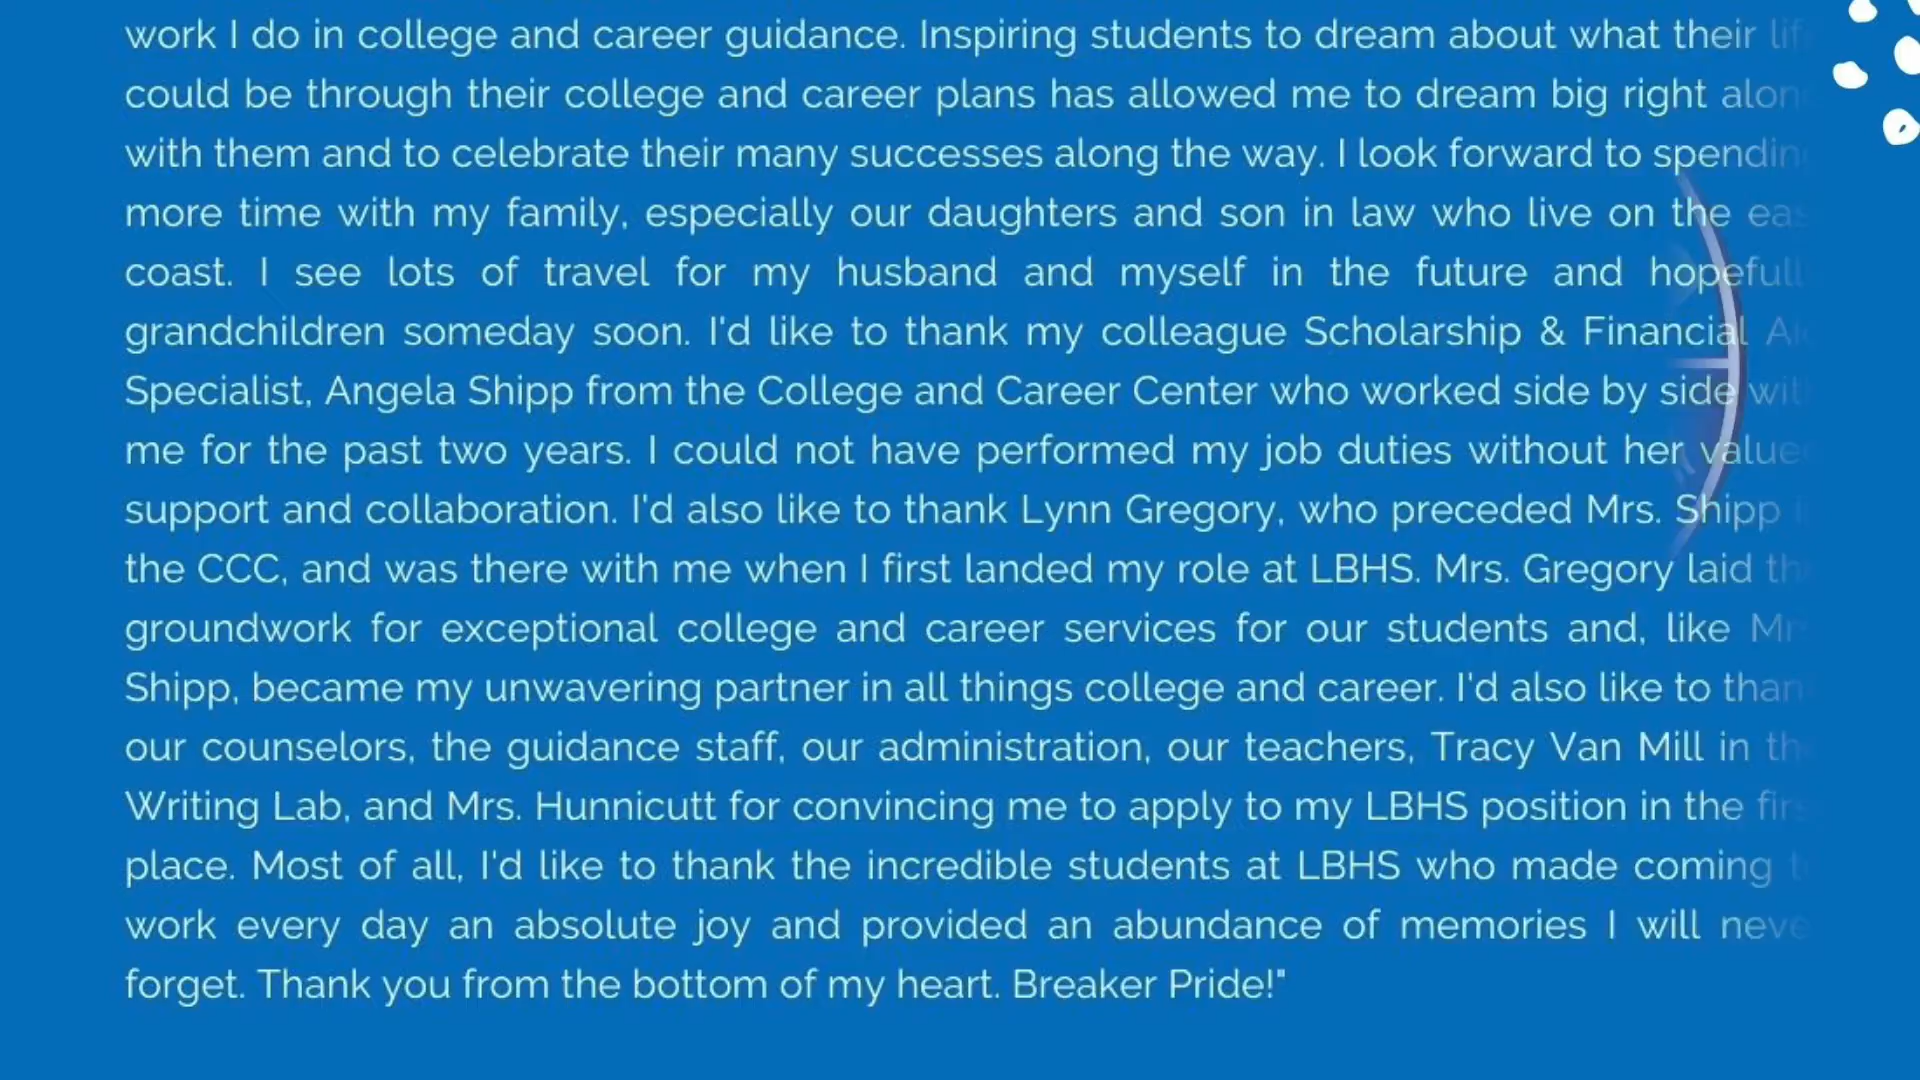 work I do in college and career guidance. Inspiring students to dream about what their
could be through their college and career plans has allowed me to dream big right
with them and to celebrate their many successes along the way. I look forward to
more time with my family, especially our daughters and son in law who live on the
coast. I see lots of travel for my husband and myself in the future and
grandchildren someday soon. I'd like to thank my colleague Scholarship & Financial
Specialist, Angela Shipp from the College and Career Center who worked side by side
me for the past two years. I could not have performed my job duties without her
support and collaboration. I'd also like to thank Lynn Gregory, who preceded Mrs. Shipp
the CCC, and was there with me when I first landed my role at LBHS. Mrs. Gregory laid
groundwork for exceptional college and career services for our students and, like
Shipp, became my unwavering partner in all things college and career. I'd also like to
our counselors, the guidance staff, our administration, our teachers, Tracy Van Mill in
Writing Lab, and Mrs. Hunnicutt for convincing me to apply to my LBHS position in the
place. Most of all, I'd like to thank the incredible students at LBHS who made coming
work every day an absolute joy and provided an abundance of memories I will
forget. Thank you from the bottom of my heart. Breaker Pride!"